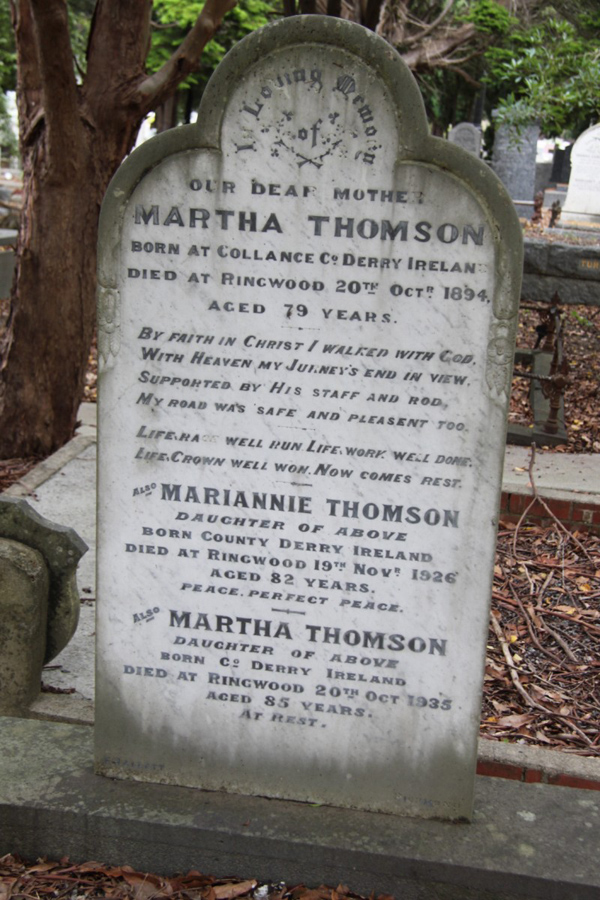 In Loving Memory
of
OUR DEAR MOTHER
MARTHA THOMSON
BORN AT COLLANCE CO DERRY IRELAND
DIED AT RINGWOOD 20TH OCTR 1894,
AGED 79 YEARS.
BY FAITH IN CHRIST I WALKED WITH GOD,
WITH HEAVEN MY JURNEY'S END IN VIEW.
SUPPORTED BY HIS STAFF AND ROD,
MY ROAD WAS SAFE AND PLEASENT TOO.
LIFE,RACE WELL RUN LIFE,WORK WELL DONE.
LIFE,CROWN WELL WON, NOW COMES REST.
ALSO MARIANNIE THOMSON
DAUGHTER OF ABOVE
BORN COUNTY DERRY IRELAND
DIED AT RINGWOOD 19TH NOVR 1926
AGED 82 YEARS.
PEACE, PERFECT PEACE.
ALSO MARTHA THOMSON
DAUGHTER OF ABOVE
BORN CO DERRY IRELAND
DIED AT RINGWOOD 20TH OCT 1935
AGED 85 YEARS.
AT REST.